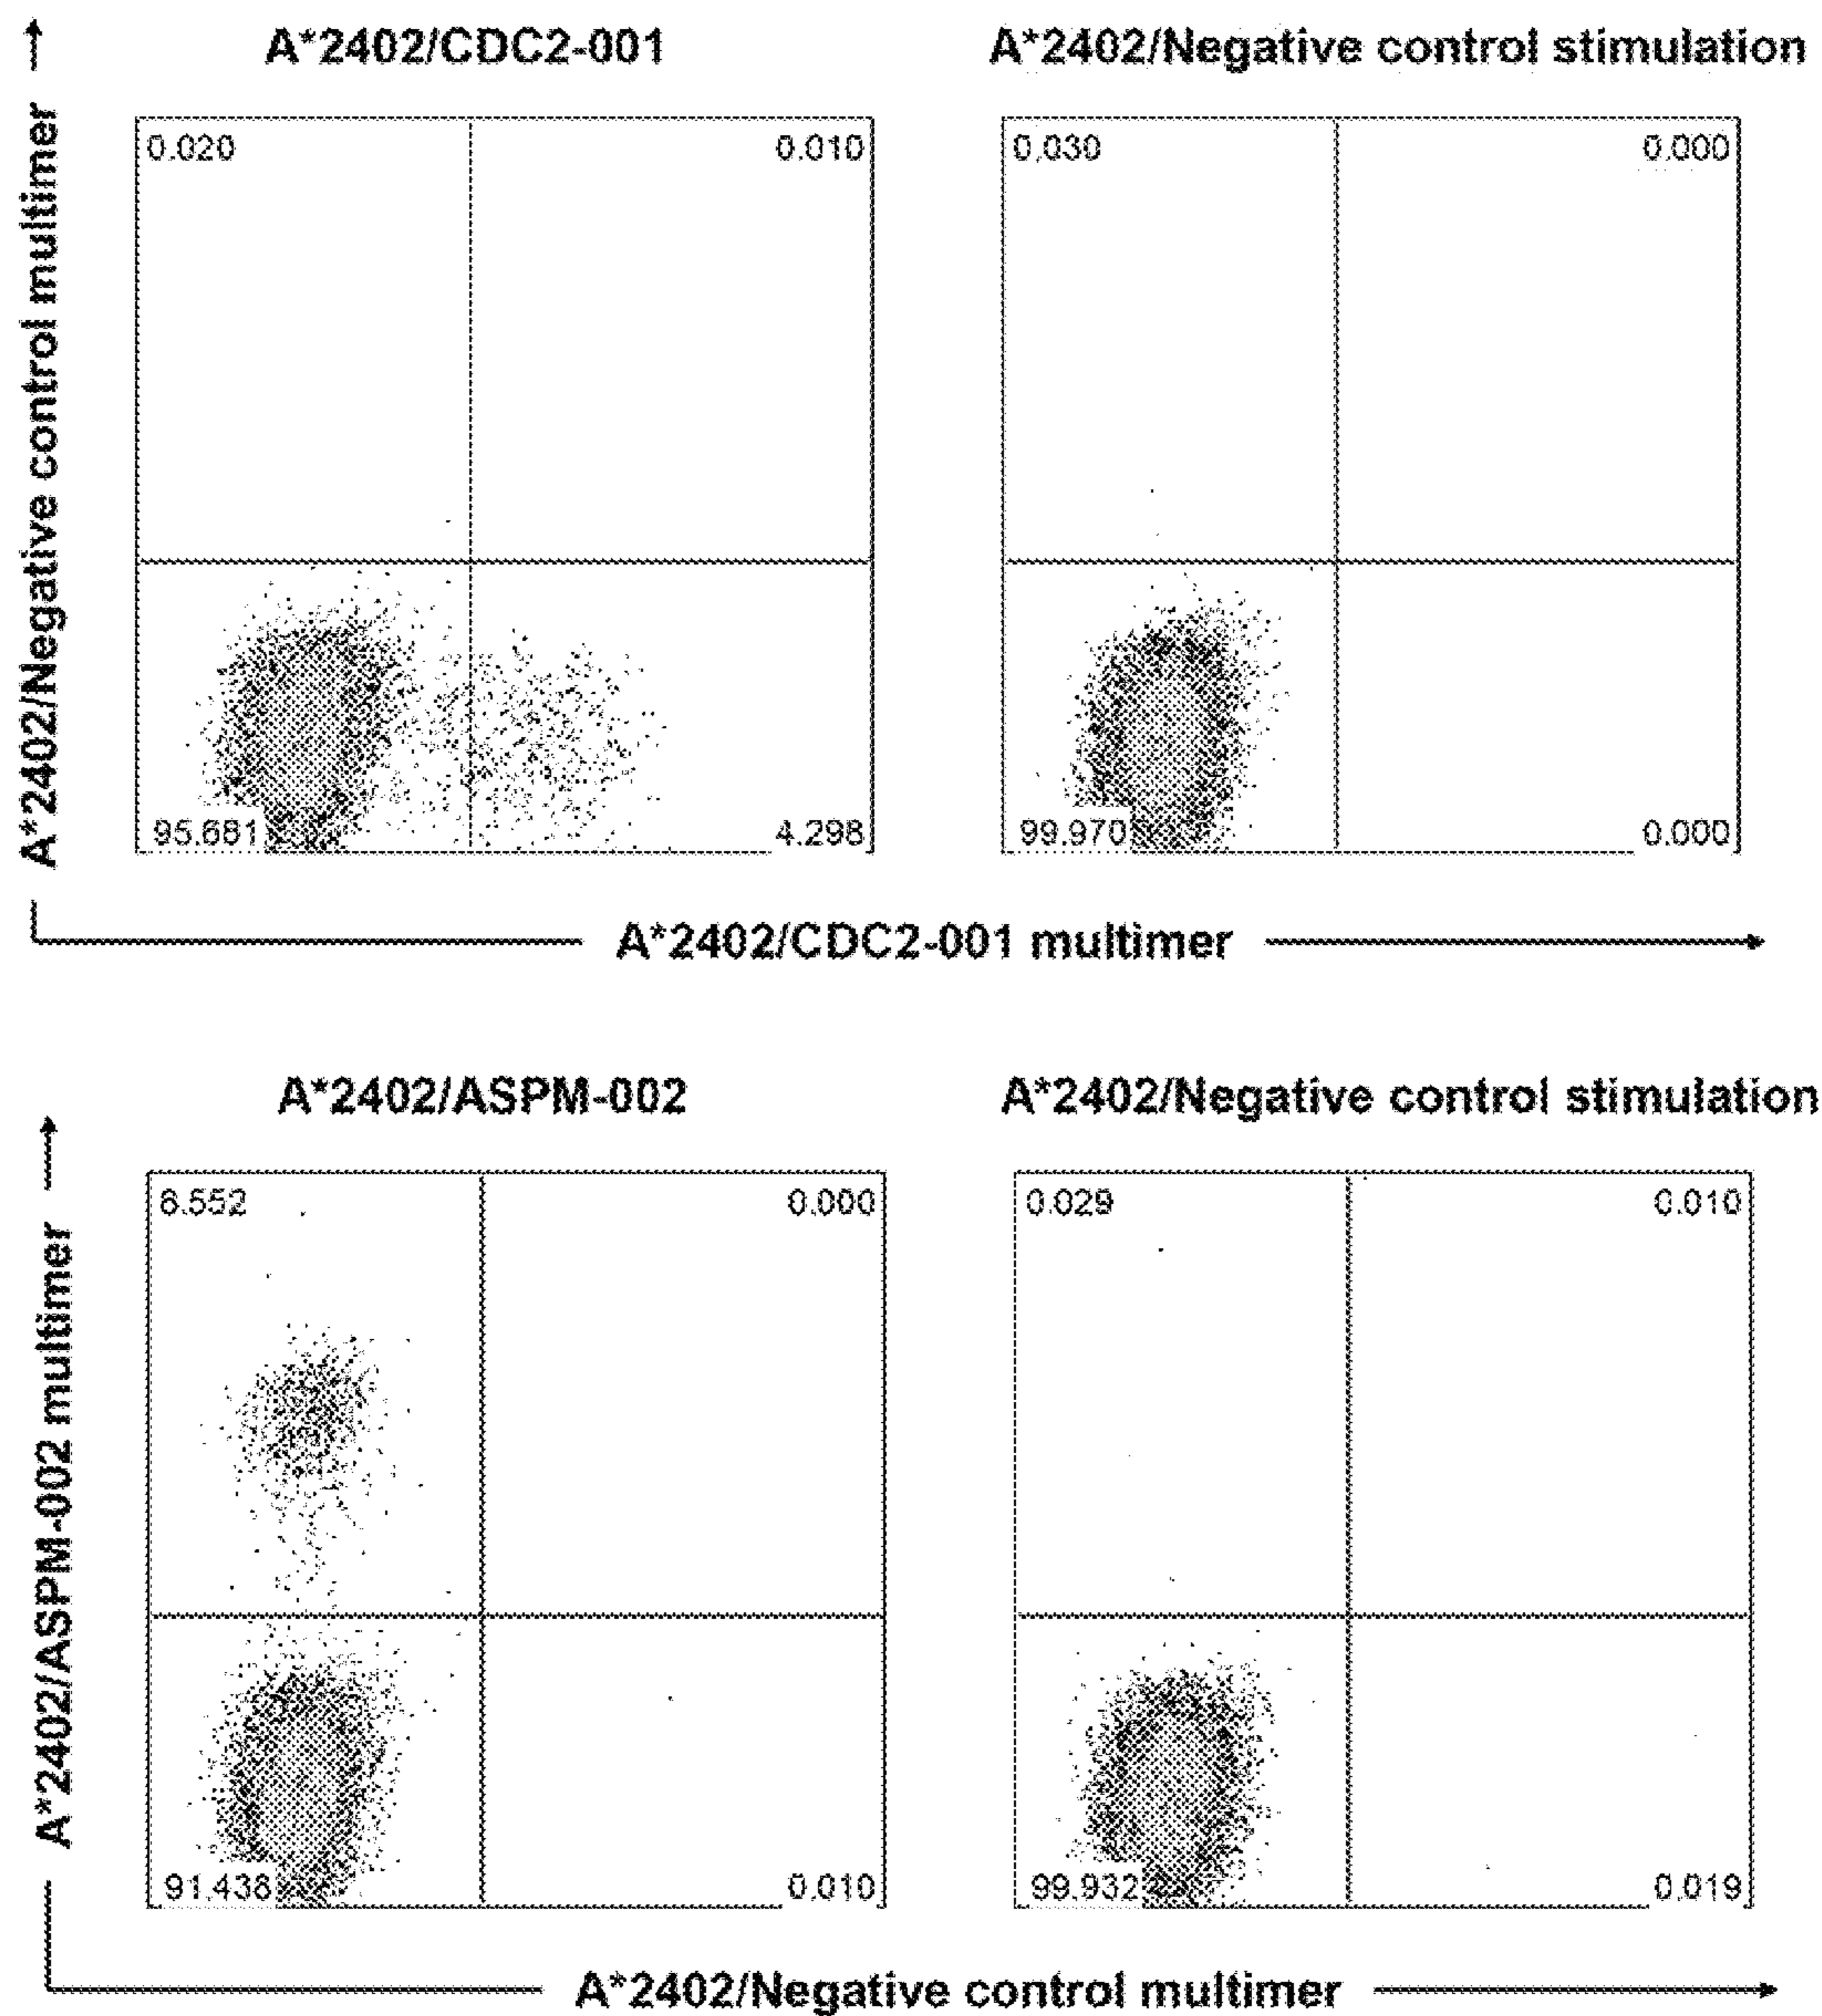 A*2402/CDC2-001 A*2402/Negative control stimulation
A*2402/Negative control multimer
0.020 0.010 0.030 0.000
95.681 4.298 99.970 0.000
A*2402/CDC2-001 multimer
A*2402/ASPM-002 A*2402/Negative control stimulation
A*2402/ASPM-002 multimer
8.552 0.000 0.029 0.010
91.438 0.010 99.932 0.019
A*2402/Negative control multimer